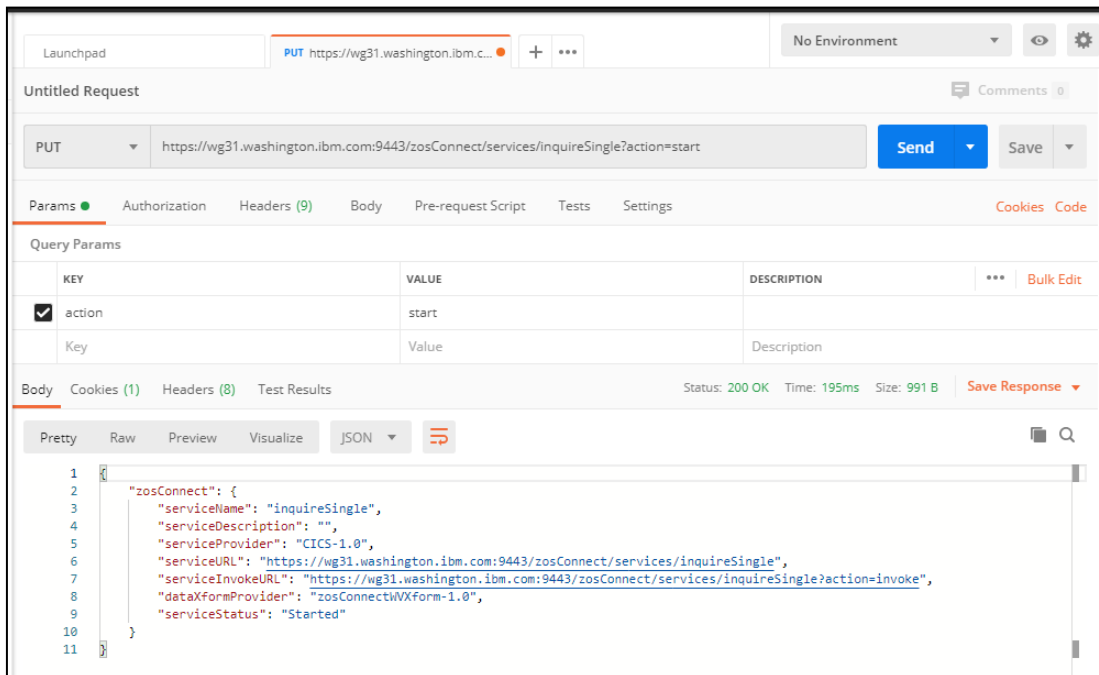 Launchpad PUT https://wg31.washington.ibm.c... + ••• No Environment
Untitled Request Comments 0
PUT https://wg31.washington.ibm.com:9443/zosConnect/services/inquireSingle?action=start Send Save
Params Authorization Headers (9) Body Pre-request Script Tests Settings Cookies Code
Query Params
KEY VALUE DESCRIPTION ••• Bulk Edit
action start
Key Value Description
Body Cookies (1) Headers (8) Test Results Status: 200 OK Time: 195ms Size: 991 B Save Response
Pretty Raw Preview Visualize JSON
1 {
2 "zosConnect": {
3 "serviceName": "inquireSingle",
4 "serviceDescription": "",
5 "serviceProvider": "CICS-1.0",
6 "serviceURL": "https://wg31.washington.ibm.com:9443/zosConnect/services/inquireSingle",
7 "serviceInvokeURL": "https://wg31.washington.ibm.com:9443/zosConnect/services/inquireSingle?action=invoke",
8 "dataXformProvider": "zosConnectWVXform-1.0",
9 "serviceStatus": "Started"
10 }
11 }